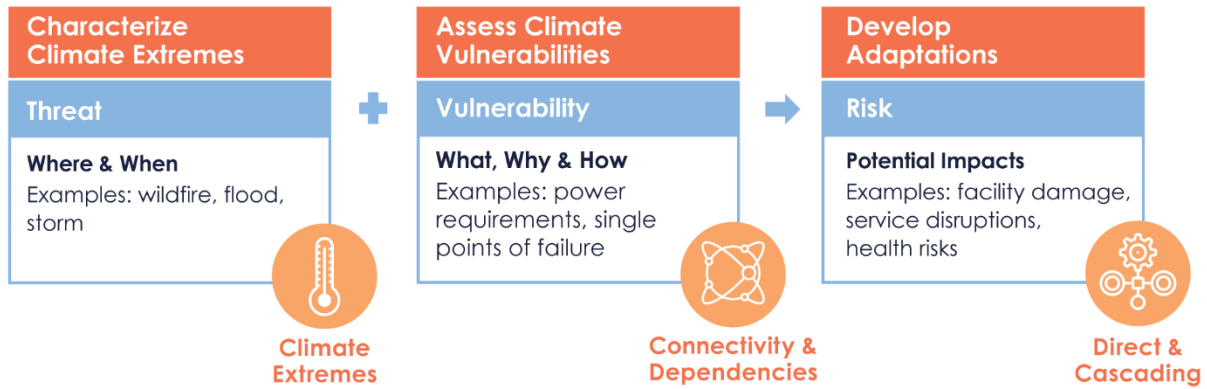 Characterize
Climate Extremes
Threat
Where & When
Examples: wildfire, flood,
storm
Climate
Extremes
Assess Climate
Vulnerabilities
Vulnerability
What, Why & How
Examples: power
requirements, single
points of failure
Connectivity &
Dependencies
Develop
Adaptations
Risk
Potential Impacts
Examples: facility damage,
service disruptions,
health risks
Direct &
Cascading